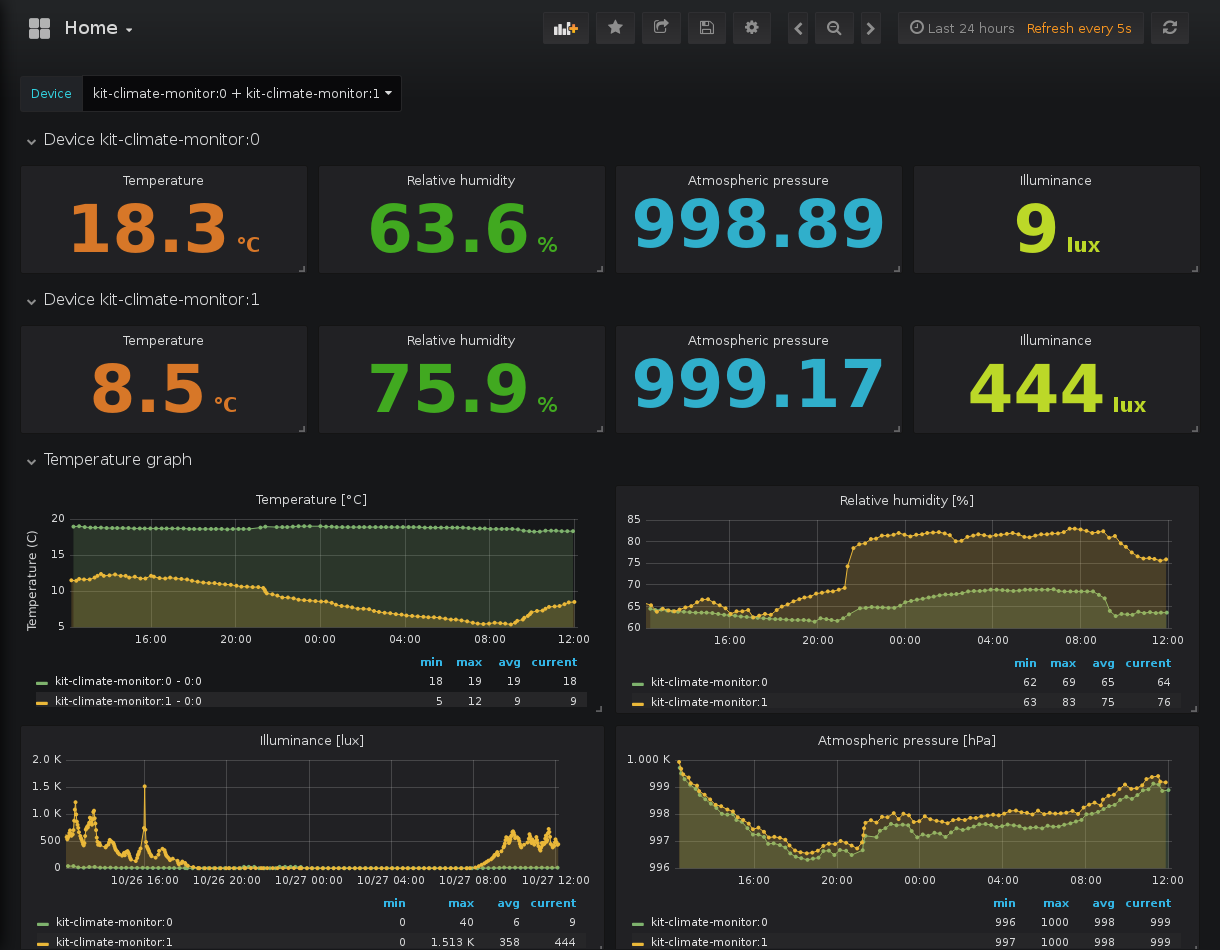 Home
Last 24 hours Refresh every 5s
Device kit-climate-monitor:0 + kit-climate-monitor:1
Device kit-climate-monitor:0
Temperature Relative humidity Atmospheric pressure Illuminance
18.3 °C 63.6 % 998.89 9 lux
Device kit-climate-monitor:1
Temperature Relative humidity Atmospheric pressure Illuminance
8.5 °C 75.9 % 999.17 444 lux
Temperature graph
Temperature [°C]
Temperature (C)
20
15
10
5
16:00 20:00 00:00 04:00 08:00 12:00
min max avg current
kit-climate-monitor:0 - 0:0 18 19 19 18
kit-climate-monitor:1 - 0:0 5 12 9 9
Relative humidity [%]
85
80
75
70
65
60
16:00 20:00 00:00 04:00 08:00 12:00
min max avg current
kit-climate-monitor:0 62 69 65 64
kit-climate-monitor:1 63 83 75 76
Illuminance [lux]
2.0 K
1.5 K
1.0 K
500
0
10/26 16:00 10/26 20:00 10/27 00:00 10/27 04:00 10/27 08:00 10/27 12:00
min max avg current
kit-climate-monitor:0 0 40 6 9
kit-climate-monitor:1 0 1.513 K 358 444
Atmospheric pressure [hPa]
1.000 K
999
998
997
996
16:00 20:00 00:00 04:00 08:00 12:00
min max avg current
kit-climate-monitor:0 996 1000 998 999
kit-climate-monitor:1 997 1000 998 999